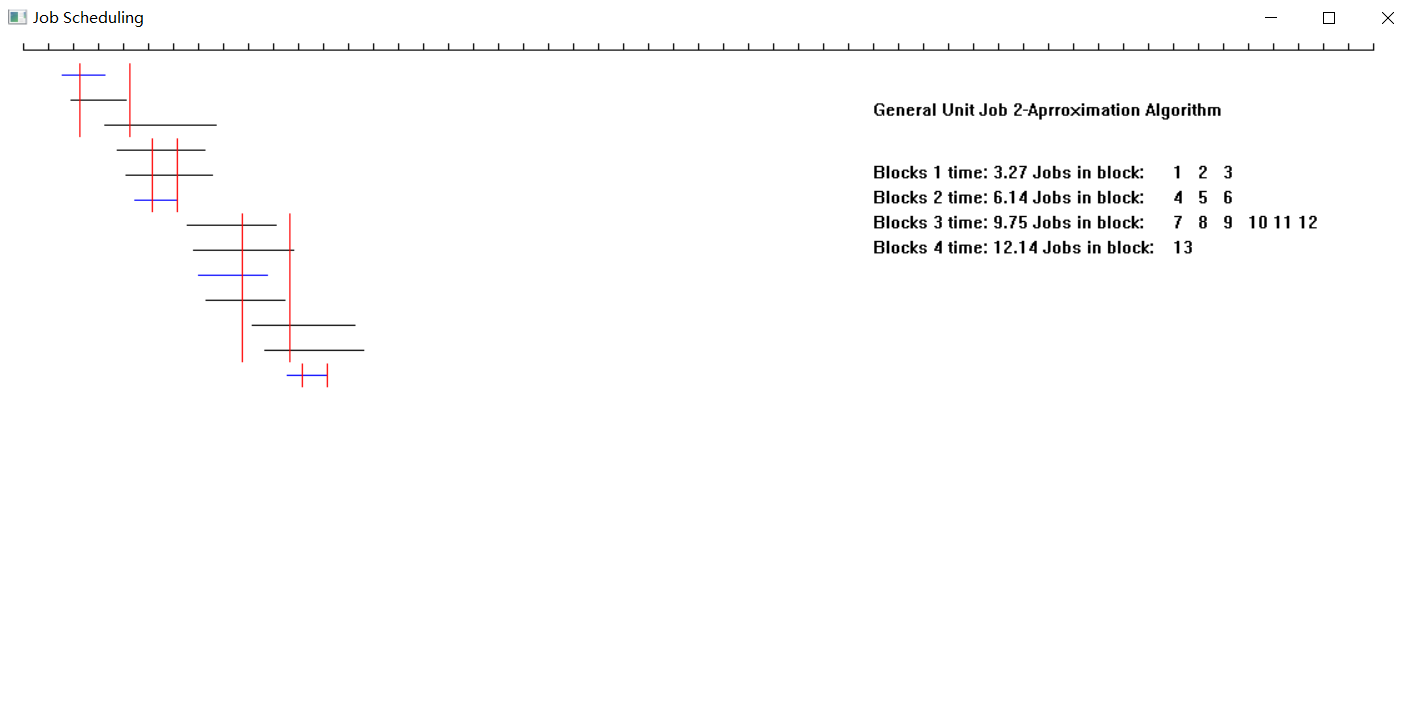 Job Scheduling
General Unit Job 2-Aprroximation Algorithm
Blocks 1 time: 3.27 Jobs in block: 1 2 3
Blocks 2 time: 6.14 Jobs in block: 4 5 6
Blocks 3 time: 9.75 Jobs in block: 7 8 9 10 11 12
Blocks 4 time: 12.14 Jobs in block: 13